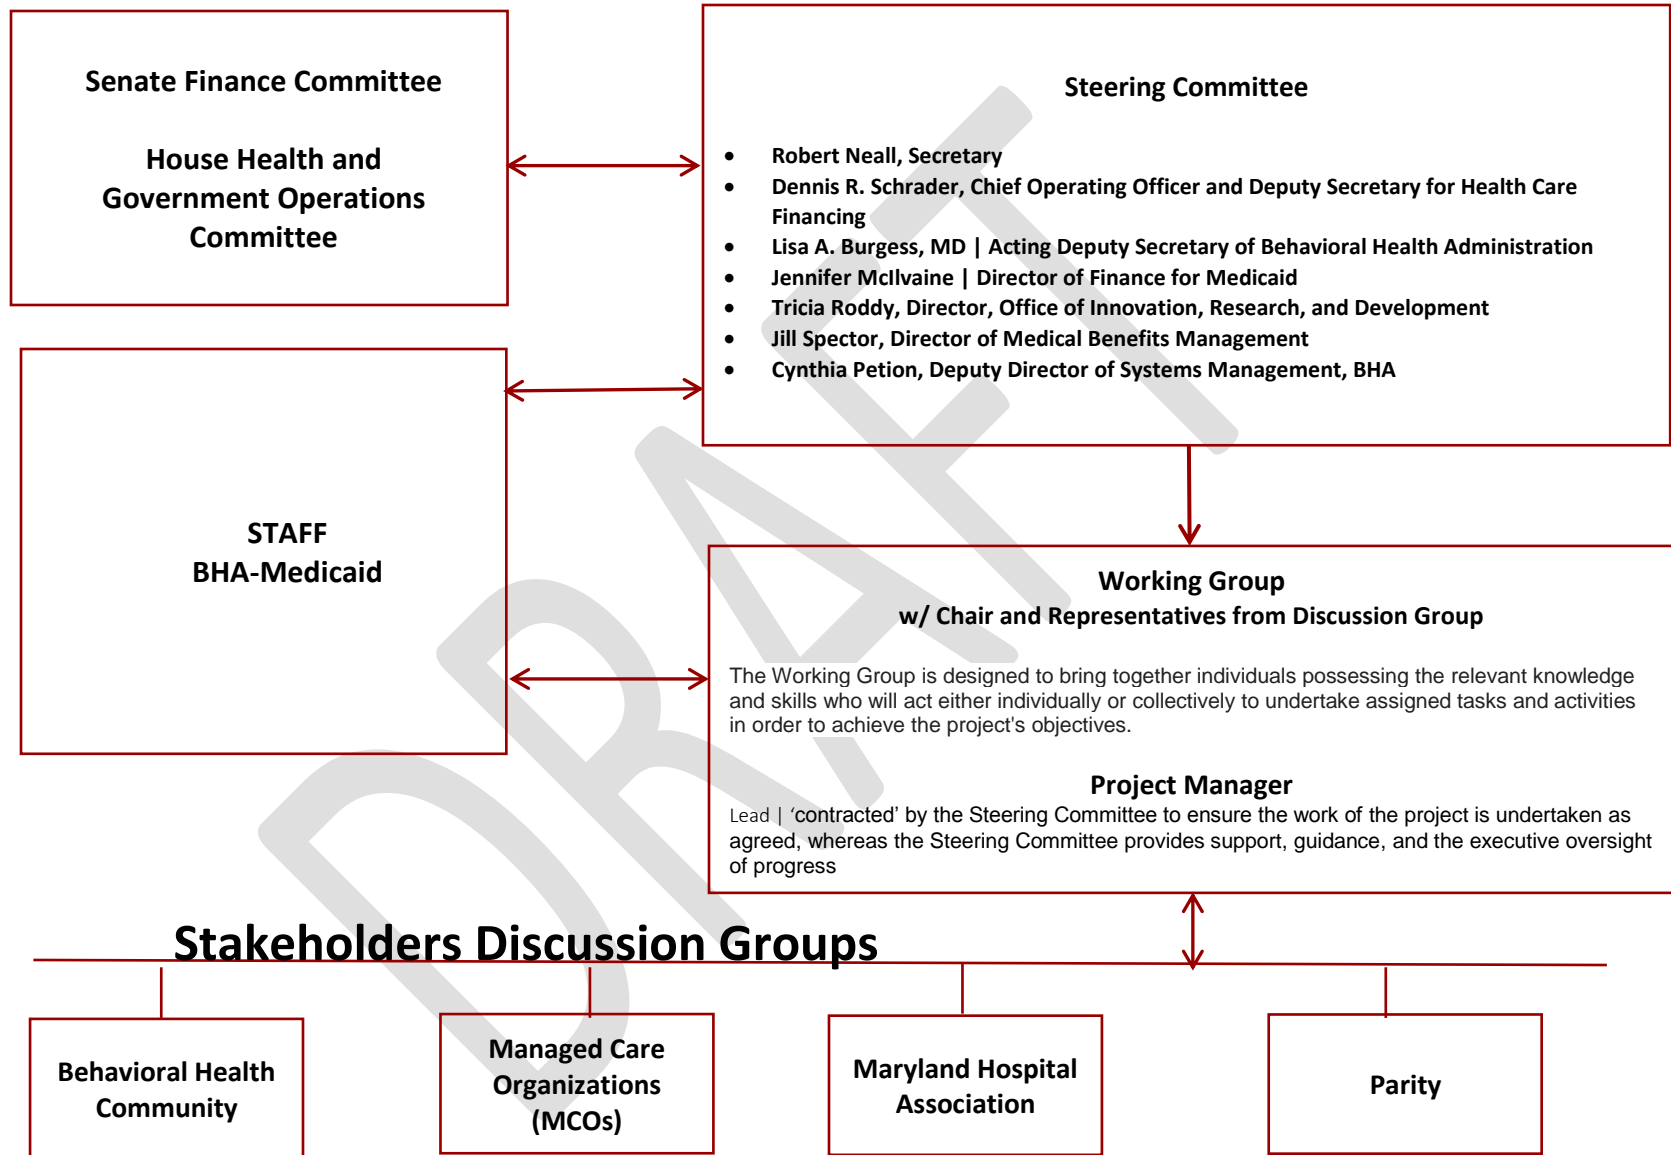 Senate Finance Committee
House Health and
Government Operations
Committee
Steering Committee
• Robert Neall, Secretary
• Dennis R. Schrader, Chief Operating Officer and Deputy Secretary for Health Care
Financing
• Lisa A. Burgess, MD | Acting Deputy Secretary of Behavioral Health Administration
• Jennifer McIlvaine | Director of Finance for Medicaid
• Tricia Roddy, Director, Office of Innovation, Research, and Development
• Jill Spector, Director of Medical Benefits Management
• Cynthia Petion, Deputy Director of Systems Management, BHA
STAFF
BHA-Medicaid
Working Group
w/ Chair and Representatives from Discussion Group
The Working Group is designed to bring together individuals possessing the relevant knowledge
and skills who will act either individually or collectively to undertake assigned tasks and activities
in order to achieve the project's objectives.
Project Manager
Lead | ‘contracted’ by the Steering Committee to ensure the work of the project is undertaken as
agreed, whereas the Steering Committee provides support, guidance, and the executive oversight
of progress
Stakeholders Discussion Groups
Behavioral Health
Community
Managed Care
Organizations
(MCOs)
Maryland Hospital
Association
Parity
DRAFT